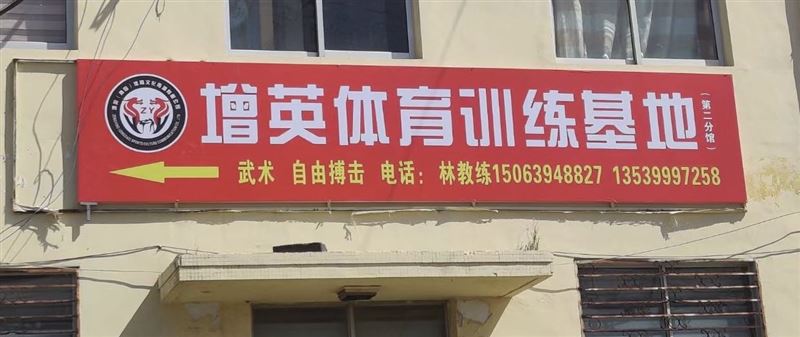 增英体育训练基地（第二分馆）
武术 自由搏击 电话：林教练15063948827 13539997258
ZY